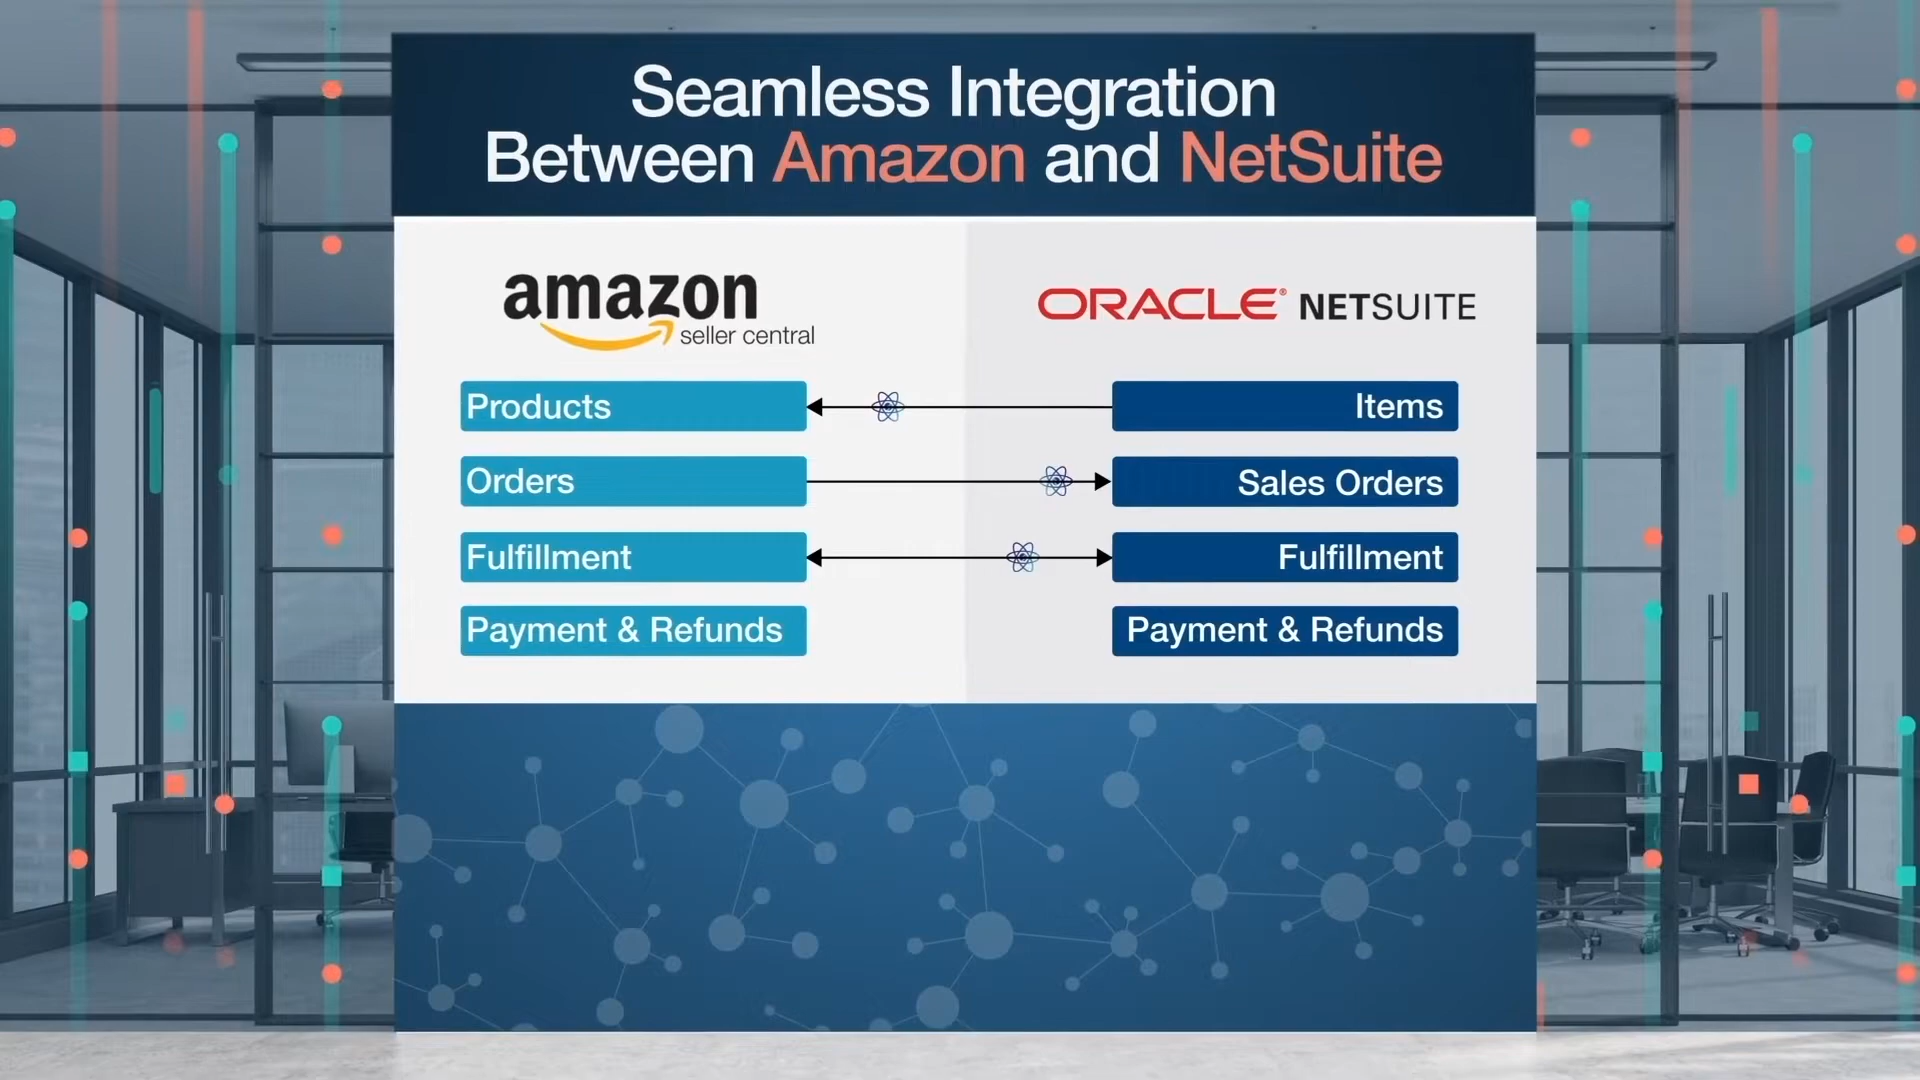 Seamless Integration
Between Amazon and NetSuite
amazon
seller central
ORACLE® NETSUITE
Products
Items
Orders
Sales Orders
Fulfillment
Fulfillment
Payment & Refunds
Payment & Refunds